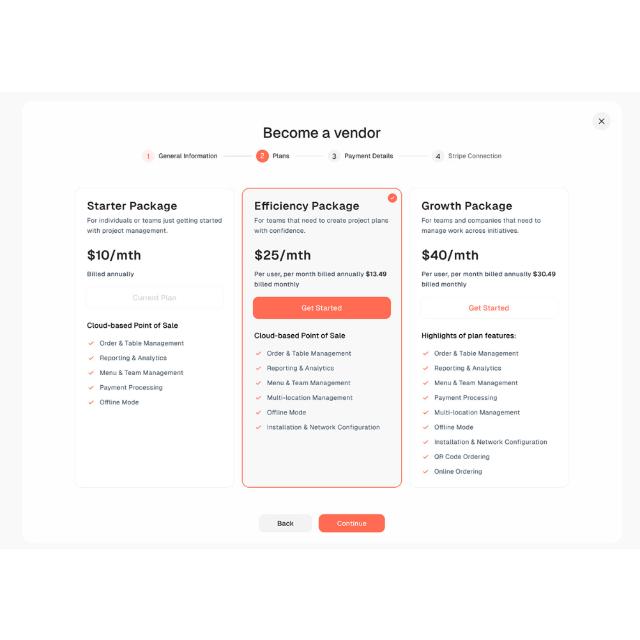 Become a vendor
1 General Information 2 Plans 3 Payment Details 4 Stripe Connection
Starter Package
For individuals or teams just getting started
with project management.
$10/mth
Billed annually
Current Plan
Cloud-based Point of Sale
Order & Table Management
Reporting & Analytics
Menu & Team Management
Payment Processing
Offline Mode
Efficiency Package
For teams that need to create project plans
with confidence.
$25/mth
Per user, per month billed annually $13.49
billed monthly
Get Started
Cloud-based Point of Sale
Order & Table Management
Reporting & Analytics
Menu & Team Management
Multi-location Management
Offline Mode
Installation & Network Configuration
Growth Package
For teams and companies that need to
manage work across initiatives.
$40/mth
Per user, per month billed annually $30.49
billed monthly
Get Started
Highlights of plan features:
Order & Table Management
Reporting & Analytics
Menu & Team Management
Payment Processing
Multi-location Management
Offline Mode
Installation & Network Configuration
QR Code Ordering
Online Ordering
Back
Continue